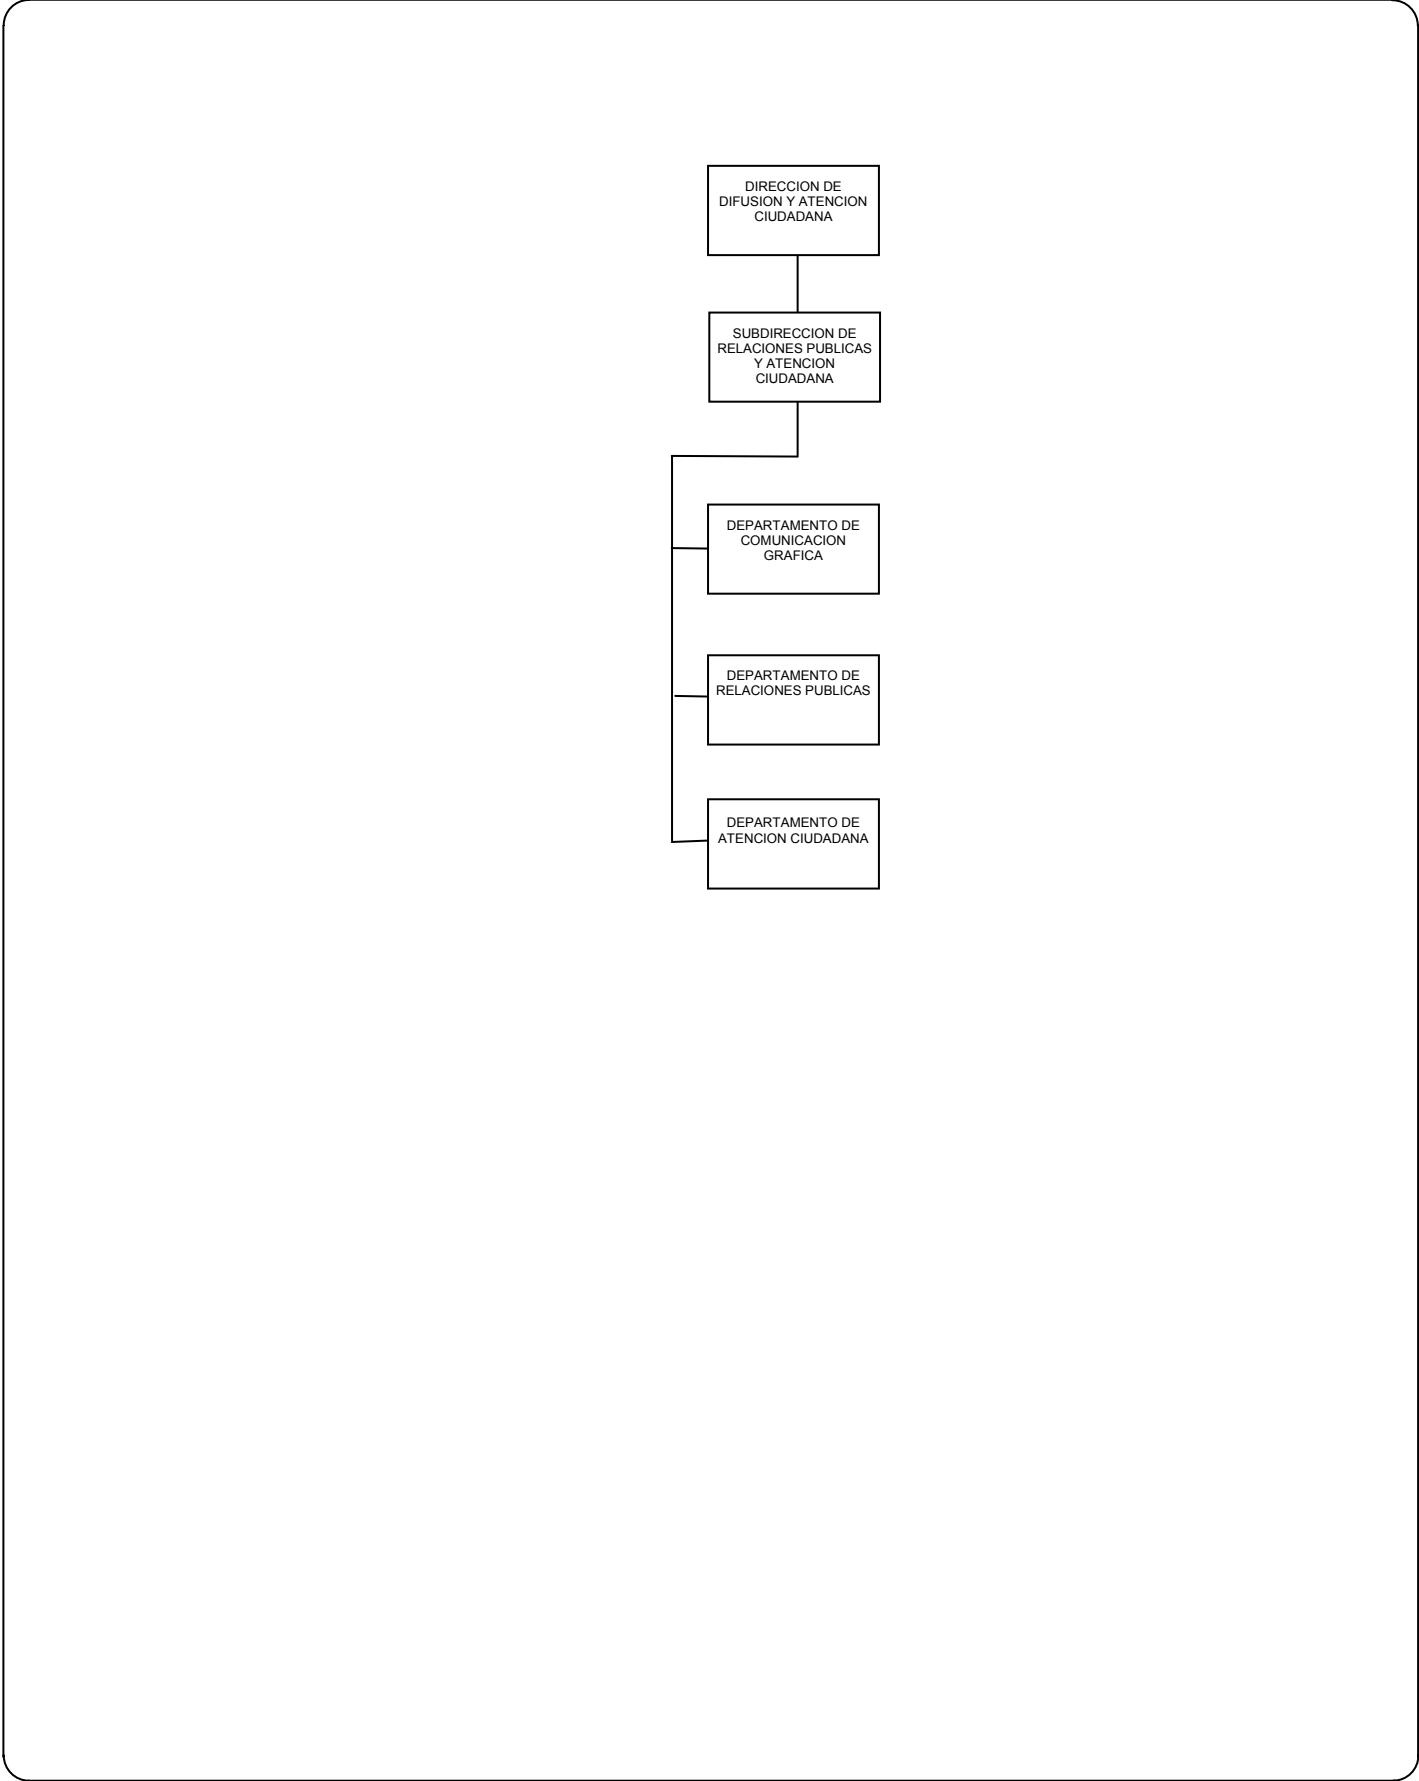 DIRECCION DE
DIFUSION Y ATENCION
CIUDADANA
SUBDIRECCION DE
RELACIONES PUBLICAS
Y ATENCION
CIUDADANA
DEPARTAMENTO DE
COMUNICACION
GRAFICA
DEPARTAMENTO DE
RELACIONES PUBLICAS
DEPARTAMENTO DE
ATENCION CIUDADANA